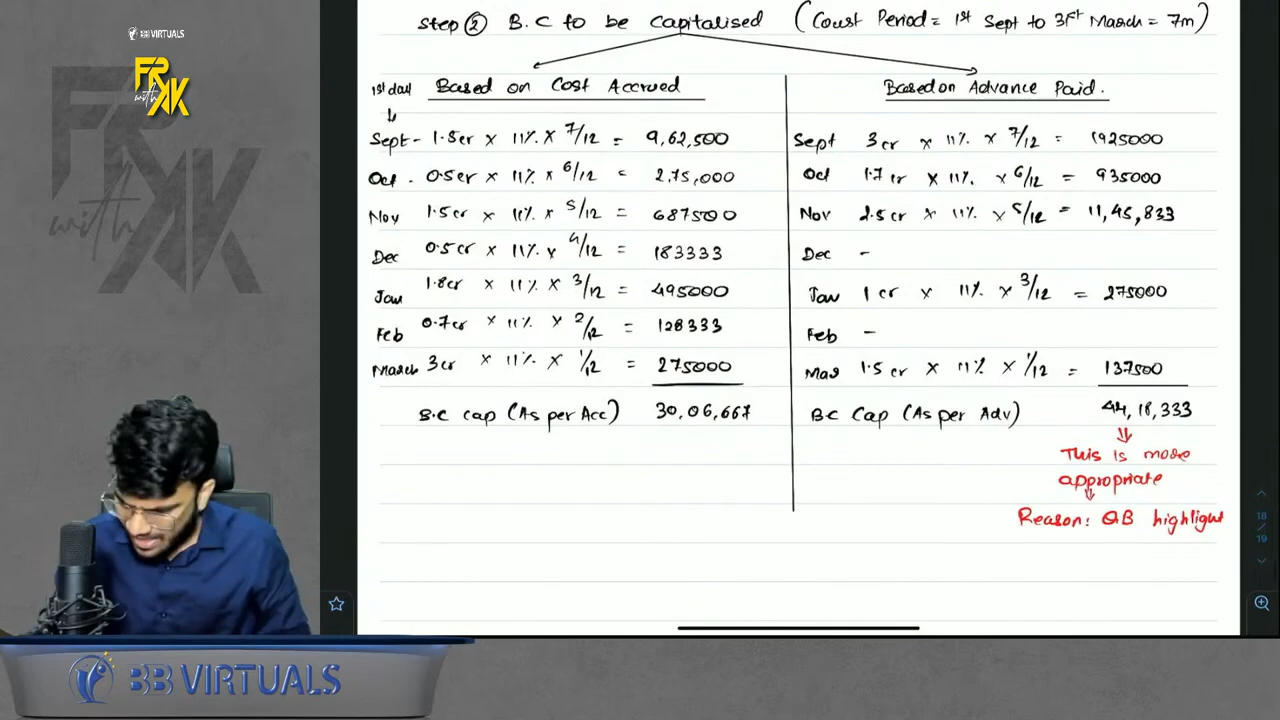 BB VIRTUALS
FR
with AK
FR
with AK
Step ② B.C to be Capitalised (Const Period = 1st Sept to 31st March = 7m)
1st day
Based on Cost Accrued
Sept - 1.5cr × 11% × 7/12 = 9,62,500
Oct - 0.5cr × 11% × 6/12 = 2,75,000
Nov 1.5cr × 11% × 5/12 = 687500
Dec 0.5cr × 11% × 4/12 = 183333
Jan 1.8cr × 11% × 3/12 = 495000
Feb 0.7cr × 11% × 2/12 = 128333
March 3cr × 11% × 1/12 = 275000
B.C cap (As per Acc) 30,06,667
Based on Advance Paid.
Sept 3cr × 11% × 7/12 = 1925000
Oct 1.7cr × 11% × 6/12 = 935000
Nov 2.5cr × 11% × 5/12 = 11,45,833
Dec -
Jan 1cr × 11% × 3/12 = 275000
Feb -
Mar 1.5cr × 11% × 1/12 = 137500
BC Cap (As per Adv) 44,18,333
This is more
appropriate
Reason: QB highlight
18
/
19
BB VIRTUALS